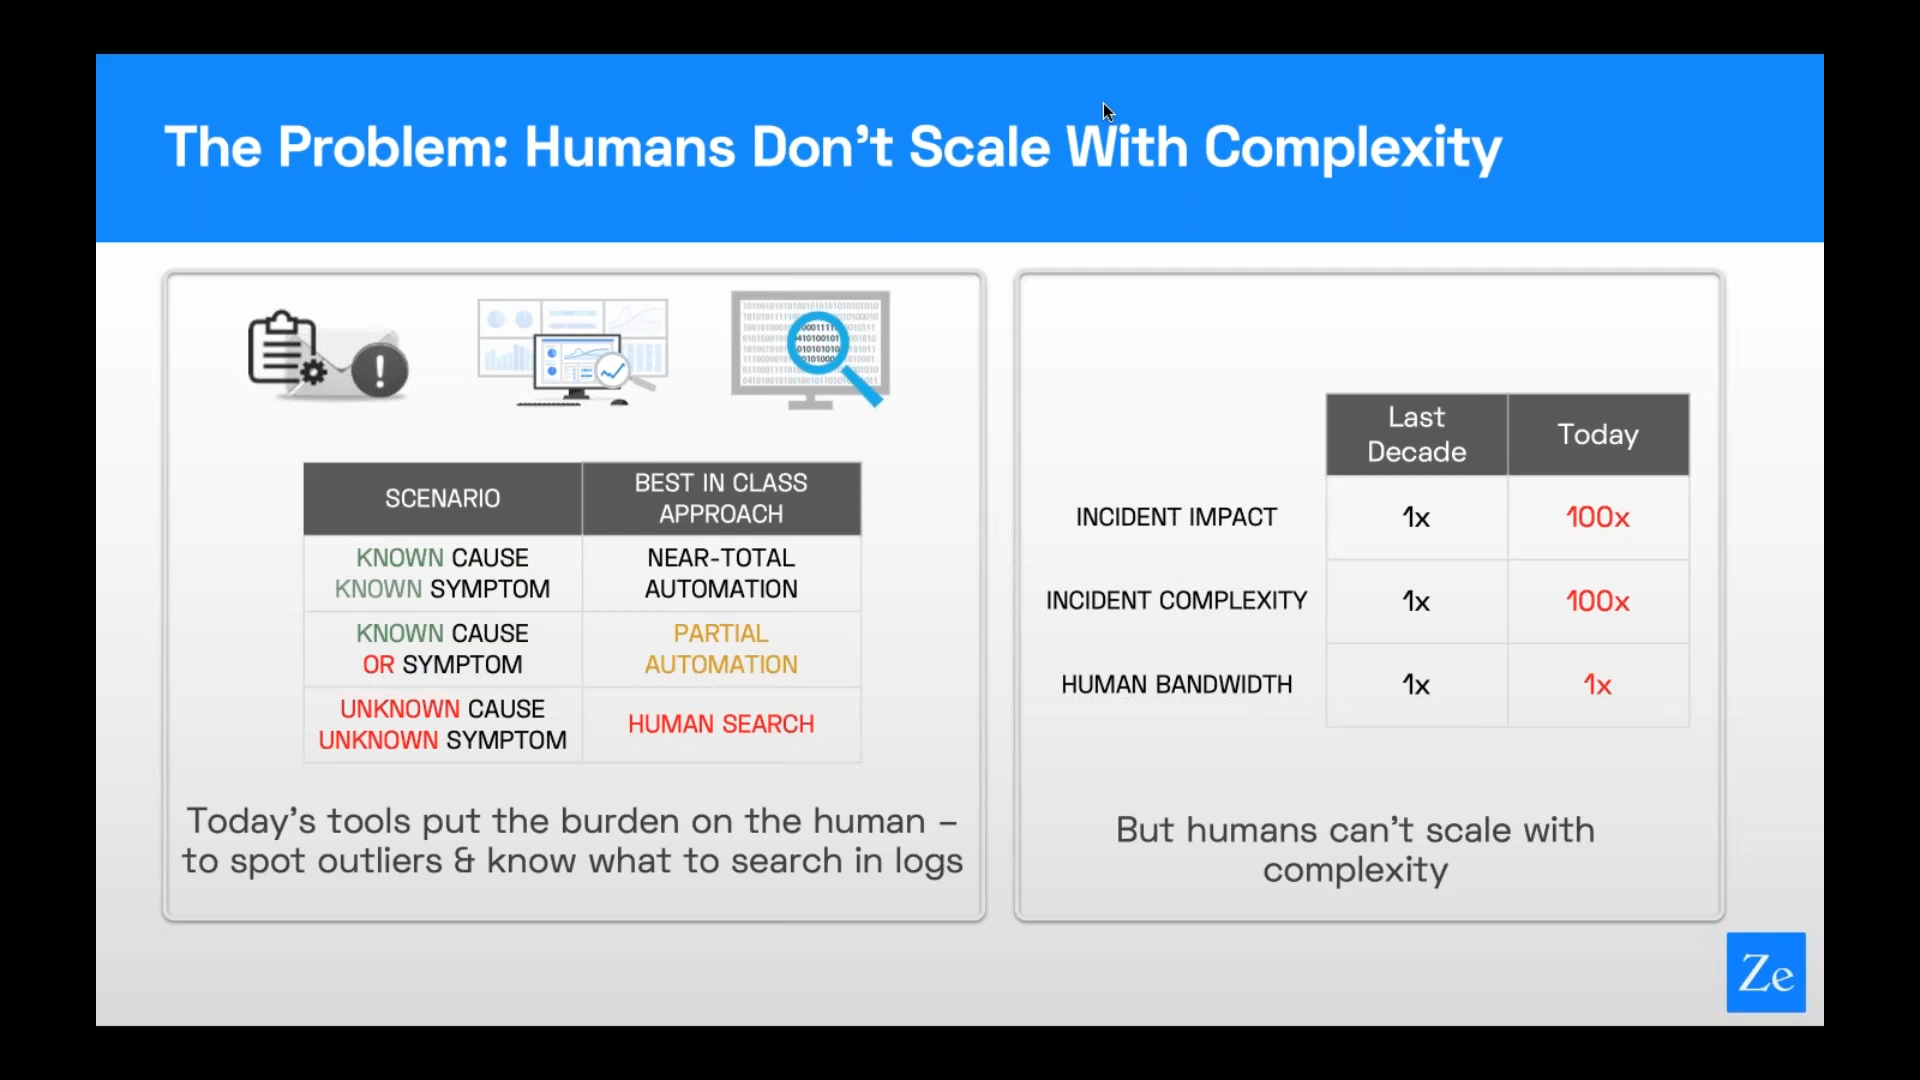 The Problem: Humans Don't Scale With Complexity
SCENARIO
BEST IN CLASS
APPROACH
KNOWN CAUSE
KNOWN SYMPTOM
NEAR-TOTAL
AUTOMATION
KNOWN CAUSE
OR SYMPTOM
PARTIAL
AUTOMATION
UNKNOWN CAUSE
UNKNOWN SYMPTOM
HUMAN SEARCH
Today's tools put the burden on the human –
to spot outliers & know what to search in logs
Last
Decade
Today
INCIDENT IMPACT
1x
100x
INCIDENT COMPLEXITY
1x
100x
HUMAN BANDWIDTH
1x
1x
But humans can't scale with
complexity
Ze